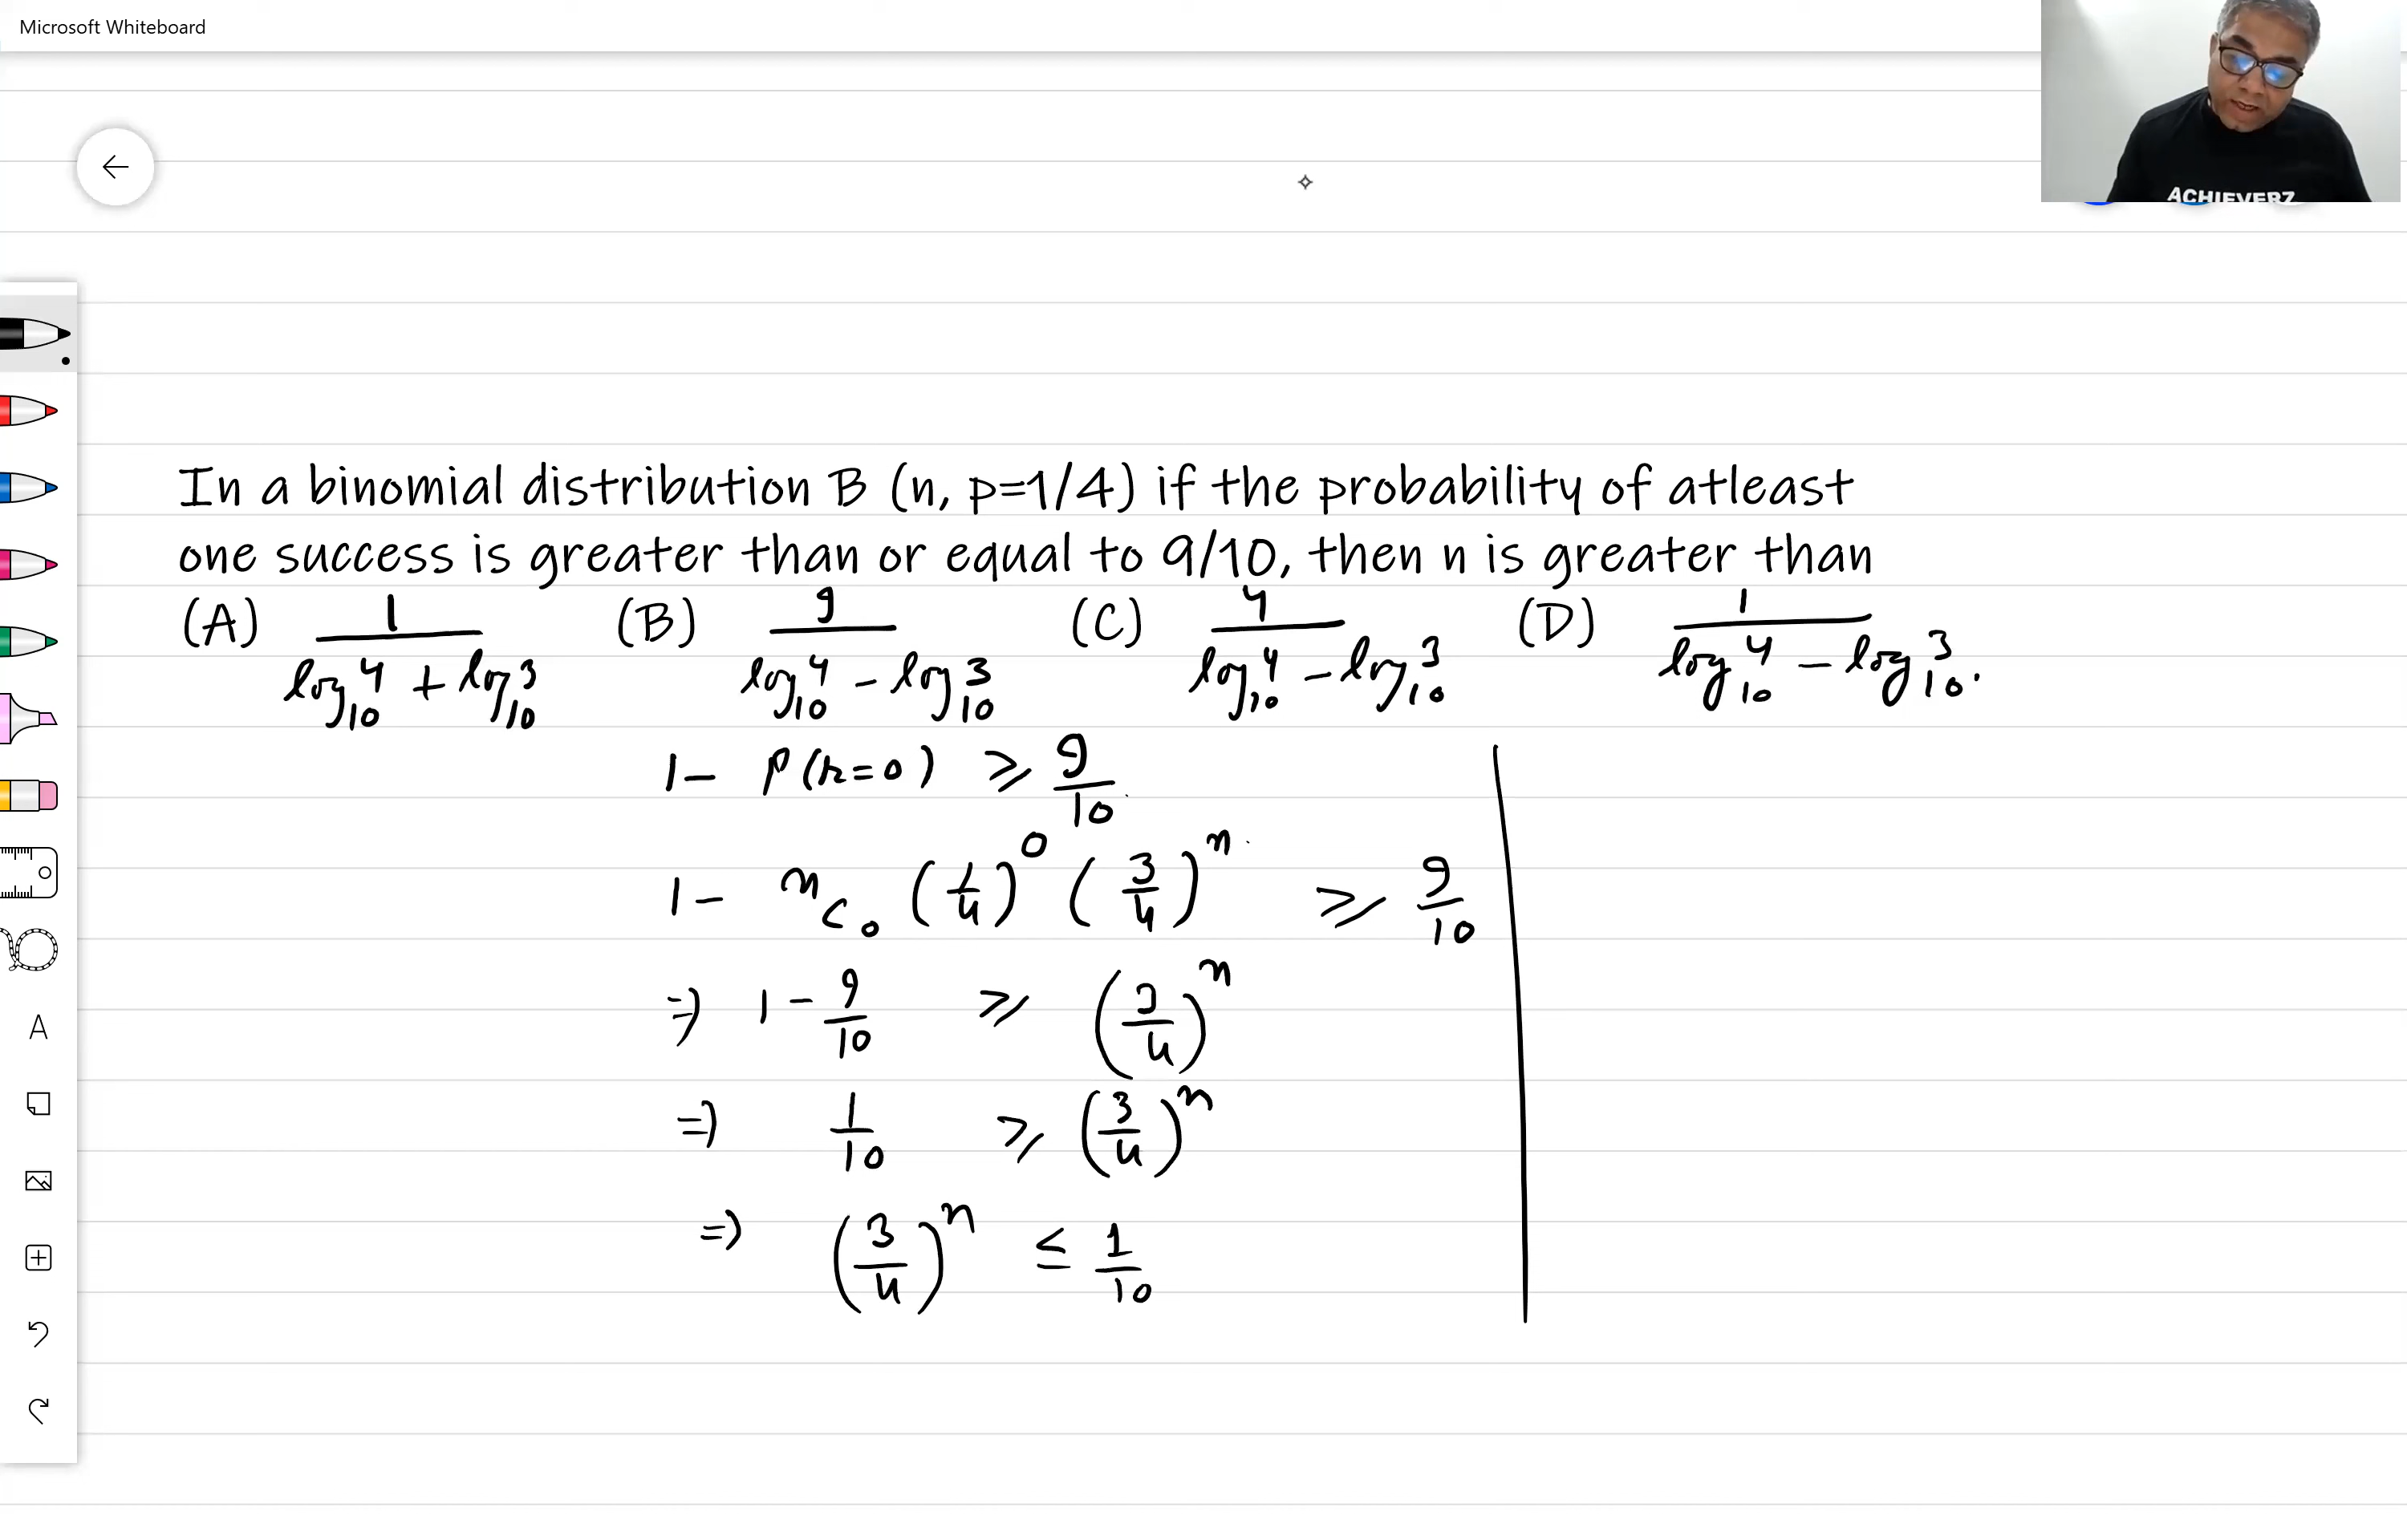 Microsoft Whiteboard
ACHIEVERZ
In a binomial distribution B (n, p=1/4) if the probability of atleast
one success is greater than or equal to 9/10, then n is greater than
(A) 1/(log₁₀4 + log₁₀3) (B) 9/(log₁₀4 − log₁₀3) (C) 4/(log₁₀4 − log₁₀3) (D) 1/(log₁₀4 − log₁₀3).
1 − P(r=0) ⩾ 9/10
1 − ⁿC₀ (1/4)⁰ (3/4)ⁿ ⩾ 9/10
⇒ 1 − 9/10 ⩾ (3/4)ⁿ
⇒ 1/10 ⩾ (3/4)ⁿ
⇒ (3/4)ⁿ ≤ 1/10
A